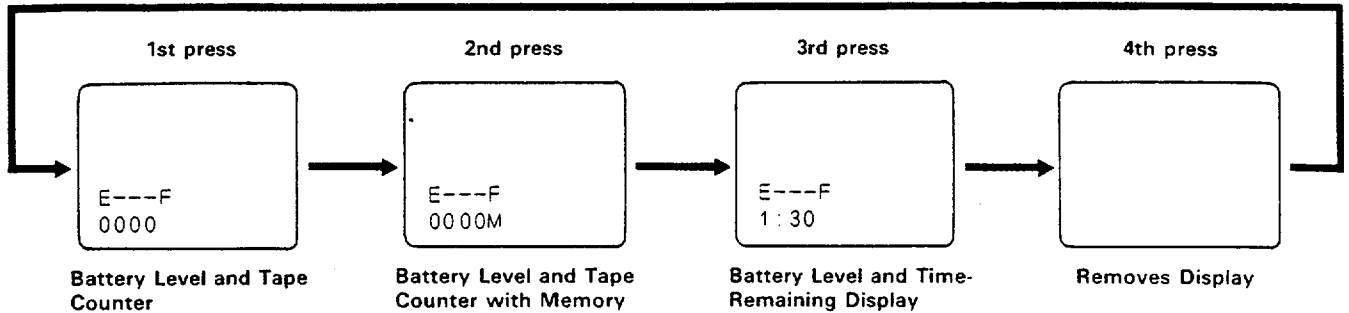 1st press
2nd press
3rd press
4th press
E---F
0000
E---F
0000M
E---F
1:30
Battery Level and Tape
Counter
Battery Level and Tape
Counter with Memory
Battery Level and Time-
Remaining Display
Removes Display